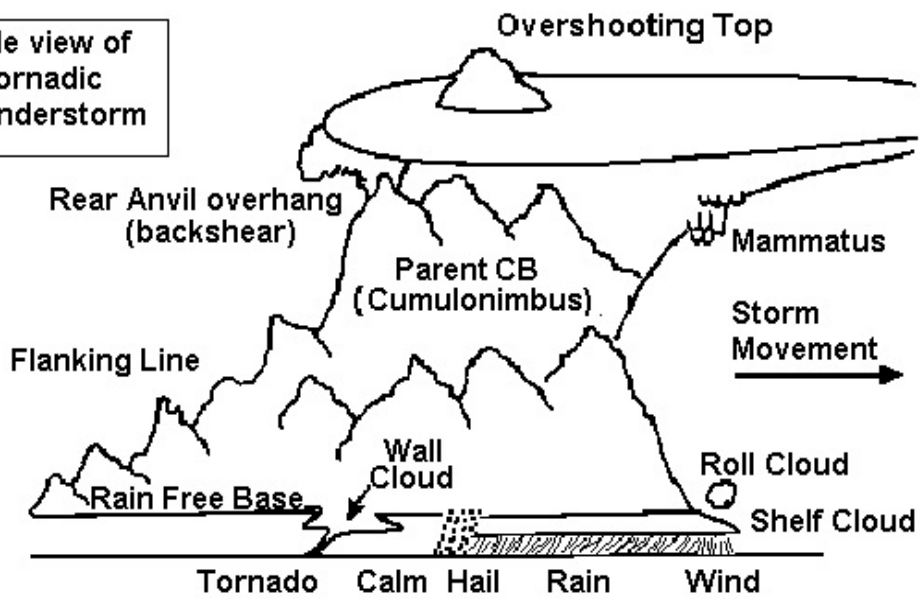 Overshooting Top
le view of
ornadic
nderstorm
Rear Anvil overhang
(backshear)
Mammatus
Parent CB
(Cumulonimbus)
Storm
Movement
Flanking Line
Wall
Cloud
Roll Cloud
Rain Free Base
Shelf Cloud
Tornado Calm Hail Rain Wind